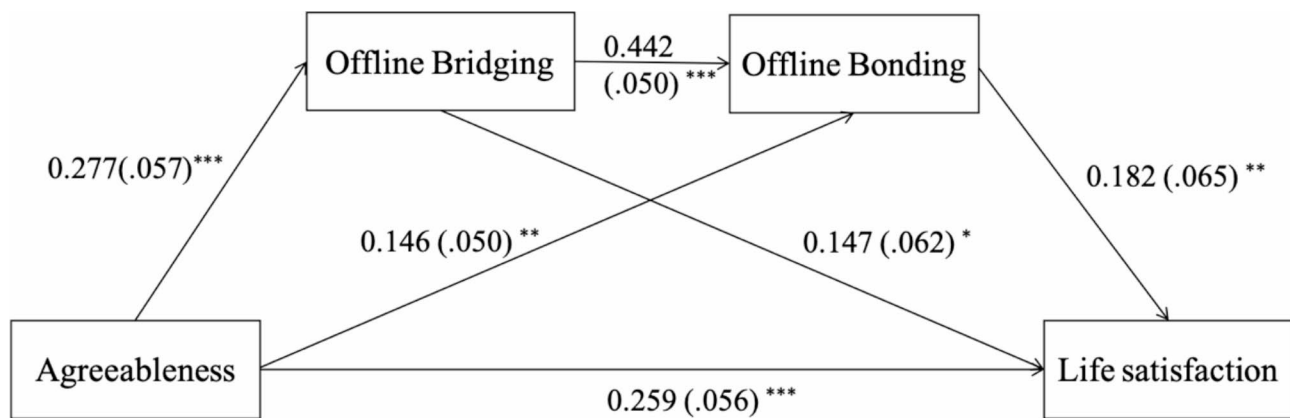 Offline Bridging
0.442
(.050) ***
Offline Bonding
0.277(.057)***
0.182 (.065) **
0.146 (.050) **
0.147 (.062) *
Agreeableness
Life satisfaction
0.259 (.056) ***